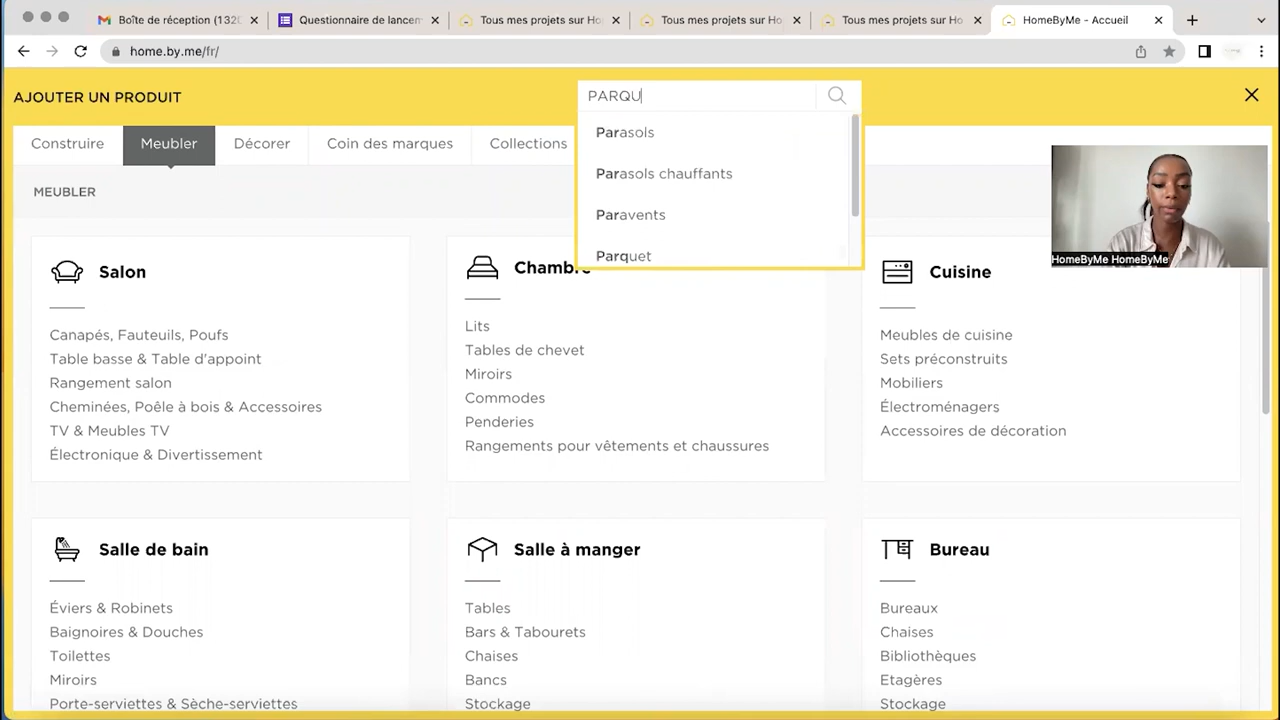 Boîte de réception (1320
Questionnaire de lancem
Tous mes projets sur Ho
Tous mes projets sur Ho
Tous mes projets sur Ho
HomeByMe - Accueil
home.by.me/fr/
AJOUTER UN PRODUIT
PARQU
Parasols
Parasols chauffants
Paravents
Parquet
Construire
Meubler
Décorer
Coin des marques
Collections
MEUBLER
HomeByMe HomeByMe
Salon
Canapés, Fauteuils, Poufs
Table basse & Table d'appoint
Rangement salon
Cheminées, Poêle à bois & Accessoires
TV & Meubles TV
Électronique & Divertissement
Chambre
Lits
Tables de chevet
Miroirs
Commodes
Penderies
Rangements pour vêtements et chaussures
Cuisine
Meubles de cuisine
Sets préconstruits
Mobiliers
Électroménagers
Accessoires de décoration
Salle de bain
Éviers & Robinets
Baignoires & Douches
Toilettes
Miroirs
Porte-serviettes & Sèche-serviettes
Salle à manger
Tables
Bars & Tabourets
Chaises
Bancs
Stockage
Bureau
Bureaux
Chaises
Bibliothèques
Etagères
Stockage